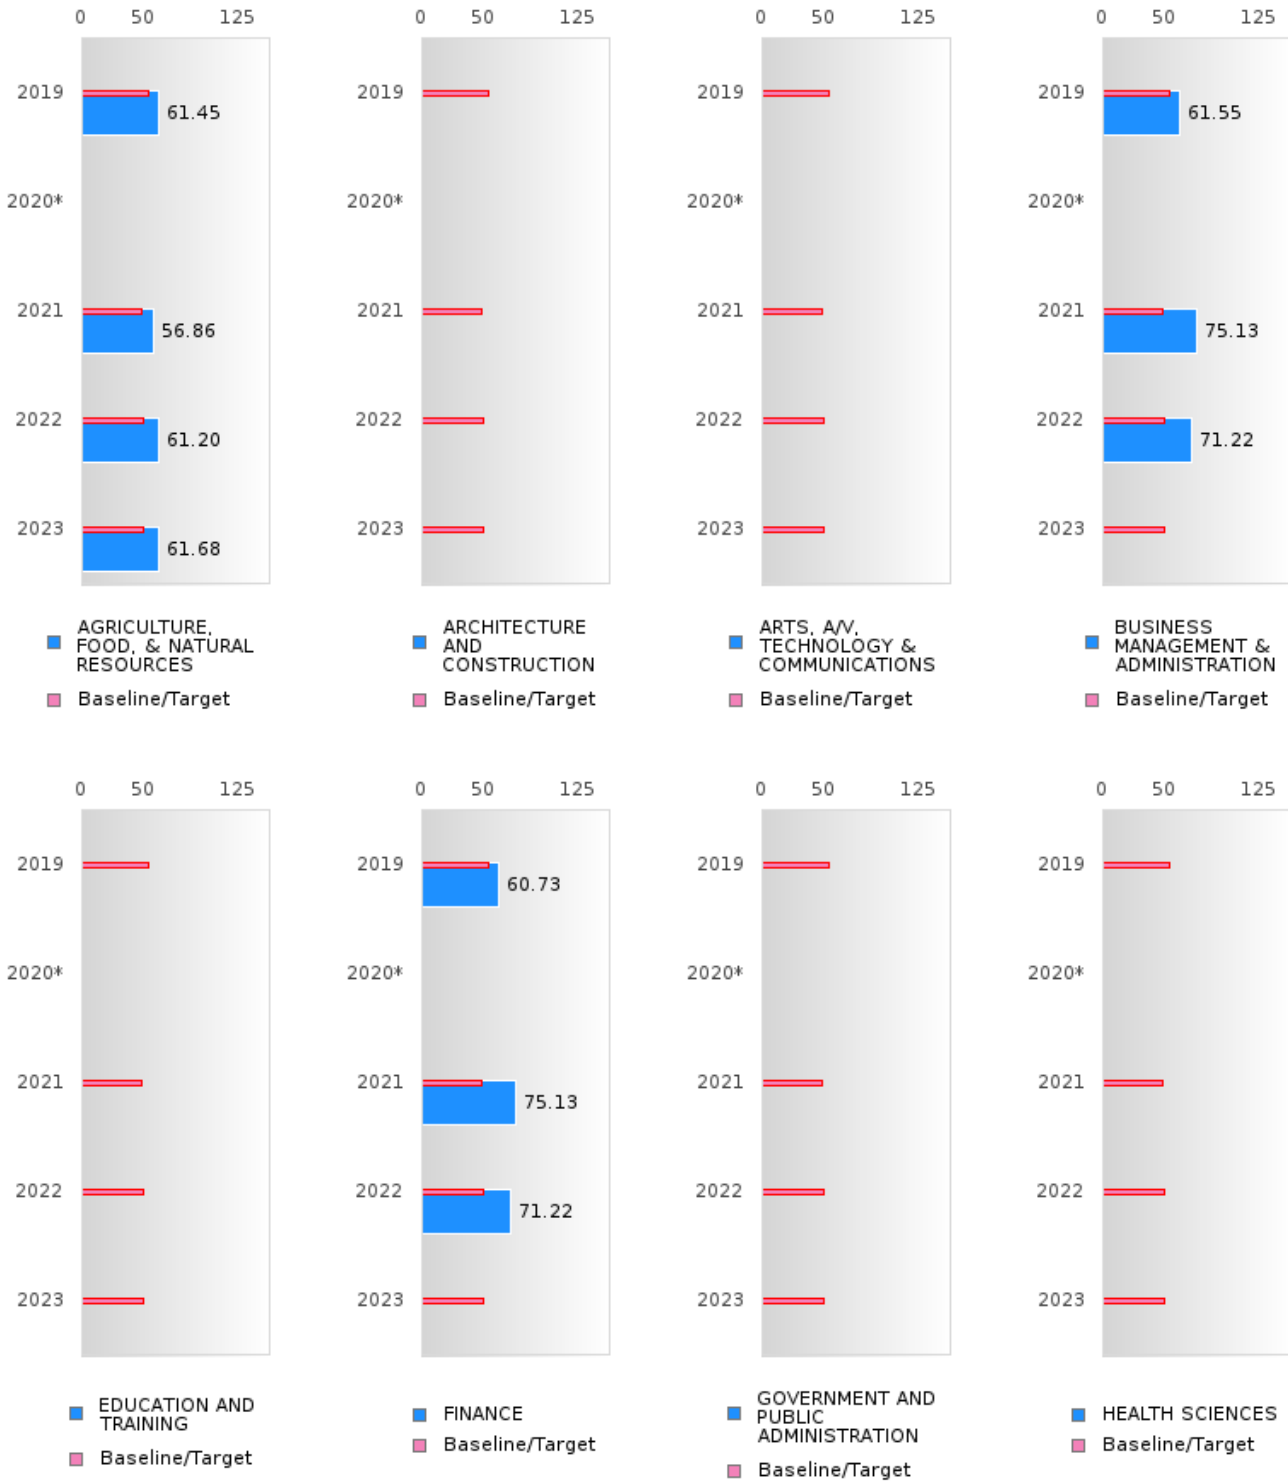 0 50 125 0 50 125 0 50 125 0 50 125
2019 61.45 2019 2019 2019 61.55
2020* 2020* 2020* 2020*
2021 56.86 2021 2021 2021 75.13
2022 61.20 2022 2022 2022 71.22
2023 61.68 2023 2023 2023
AGRICULTURE,
FOOD, & NATURAL
RESOURCES
Baseline/Target
ARCHITECTURE
AND
CONSTRUCTION
Baseline/Target
ARTS, A/V,
TECHNOLOGY &
COMMUNICATIONS
Baseline/Target
BUSINESS
MANAGEMENT &
ADMINISTRATION
Baseline/Target
0 50 125 0 50 125 0 50 125 0 50 125
2019 2019 60.73 2019 2019
2020* 2020* 2020* 2020*
2021 2021 75.13 2021 2021
2022 2022 71.22 2022 2022
2023 2023 2023 2023
EDUCATION AND
TRAINING
Baseline/Target
FINANCE
Baseline/Target
GOVERNMENT AND
PUBLIC
ADMINISTRATION
Baseline/Target
HEALTH SCIENCES
Baseline/Target